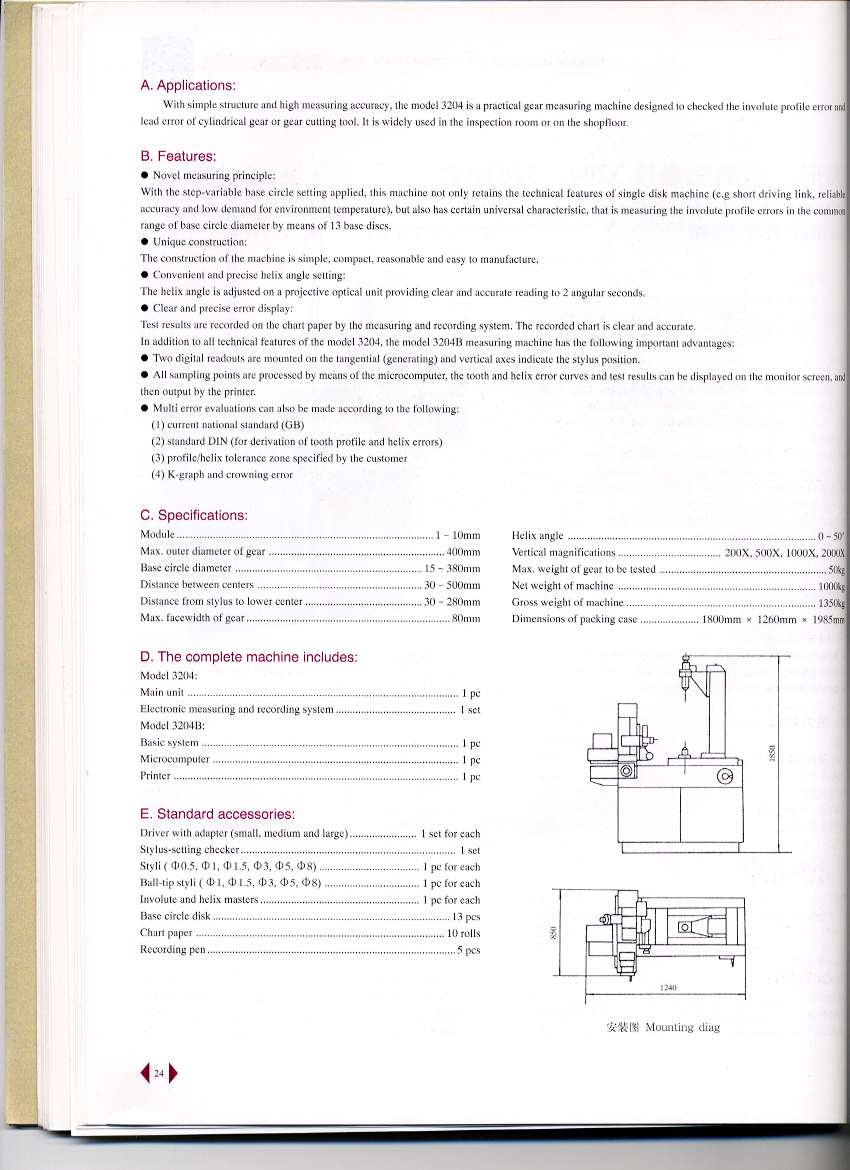 A. Applications:
With simple structure and high measuring accuracy, the model 3204 is a practical gear measuring machine designed to checked the involute profile error and
lead error of cylindrical gear or gear cutting tool. It is widely used in the inspection room or on the shopfloor.
B. Features:
● Novel measuring principle:
With the step-variable base circle setting applied, this machine not only retains the technical features of single disk machine (e.g short driving link, reliable
accuracy and low demand for environment temperature), but also has certain universal characteristic, that is measuring the involute profile errors in the common
range of base circle diameter by means of 13 base discs.
● Unique construction:
The construction of the machine is simple, compact, reasonable and easy to manufacture.
● Convenient and precise helix angle setting:
The helix angle is adjusted on a projective optical unit providing clear and accurate reading to 2 angular seconds.
● Clear and precise error display:
Test results are recorded on the chart paper by the measuring and recording system. The recorded chart is clear and accurate.
In addition to all technical features of the model 3204, the model 3204B measuring machine has the following important advantages:
● Two digital readouts are mounted on the tangential (generating) and vertical axes indicate the stylus position.
● All sampling points are processed by means of the microcomputer, the tooth and helix error curves and test results can be displayed on the monitor screen, and
then output by the printer.
● Multi error evaluations can also be made according to the following:
(1) current national standard (GB)
(2) standard DIN (for derivation of tooth profile and helix errors)
(3) profile/helix tolerance zone specified by the customer
(4) K-graph and crowning error
C. Specifications:
Module ..... 1 ~ 10mm
Max. outer diameter of gear ..... 400mm
Base circle diameter ..... 15 ~ 380mm
Distance between centers ..... 30 ~ 500mm
Distance from stylus to lower center ..... 30 ~ 280mm
Max. facewidth of gear ..... 80mm
Helix angle ..... 0 ~ 50°
Vertical magnifications ..... 200X, 500X, 1000X, 2000X
Max. weight of gear to be tested ..... 50kg
Net weight of machine ..... 1000kg
Gross weight of machine ..... 1350kg
Dimensions of packing case ..... 1800mm × 1260mm × 1985mm
D. The complete machine includes:
Model 3204:
Main unit ..... 1 pc
Electronic measuring and recording system ..... 1 set
Model 3204B:
Basic system ..... 1 pc
Microcomputer ..... 1 pc
Printer ..... 1 pc
E. Standard accessories:
Driver with adapter (small, medium and large) ..... 1 set for each
Stylus-setting checker ..... 1 set
Styli ( Φ0.5, Φ1, Φ1.5, Φ3, Φ5, Φ8) ..... 1 pc for each
Ball-tip styli ( Φ1, Φ1.5, Φ3, Φ5, Φ8) ..... 1 pc for each
Involute and helix masters ..... 1 pc for each
Base circle disk ..... 13 pcs
Chart paper ..... 10 rolls
Recording pen ..... 5 pcs
1850
850
1240
安装图 Mounting diag
24